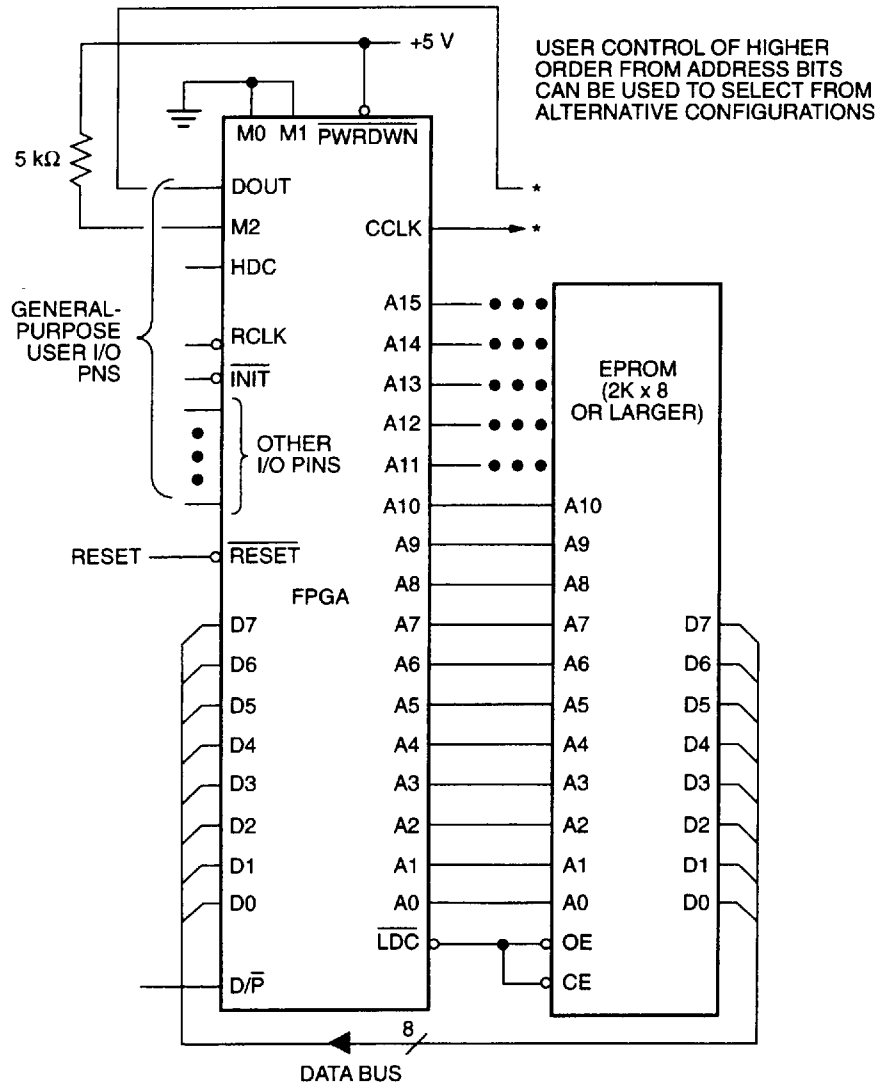 +5 V
USER CONTROL OF HIGHER
ORDER FROM ADDRESS BITS
CAN BE USED TO SELECT FROM
ALTERNATIVE CONFIGURATIONS
M0 M1 PWRDWN
5 kΩ
DOUT *
M2 CCLK *
HDC
GENERAL-
PURPOSE
USER I/O
PNS
RCLK
INIT
OTHER
I/O PINS
A15
A14
A13
A12
A11
EPROM
(2K x 8
OR LARGER)
A10 A10
RESET RESET
A9 A9
A8 A8
FPGA
D7 A7 A7 D7
D6 A6 A6 D6
D5 A5 A5 D5
D4 A4 A4 D4
D3 A3 A3 D3
D2 A2 A2 D2
D1 A1 A1 D1
D0 A0 A0 D0
LDC OE
D/P CE
8
DATA BUS